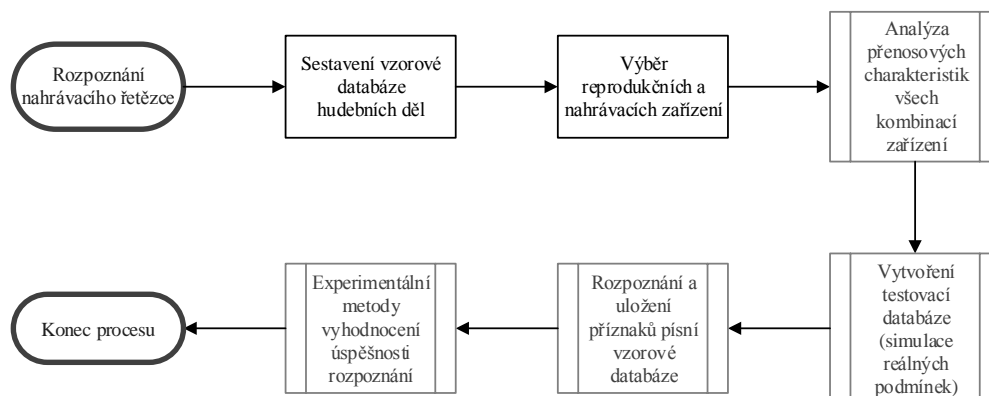 Rozpoznání
nahrávacího řetězce
Sestavení vzorové
databáze
hudebních děl
Výběr
reprodukčních a
nahrávacích zařízení
Analýza
přenosových
charakteristik
všech
kombinací
zařízení
Vytvoření
testovací
databáze
(simulace
reálných
podmínek)
Rozpoznání a
uložení
příznaků písní
vzorové
databáze
Experimentální
metody
vyhodnocení
úspěšnosti
rozpoznání
Konec procesu